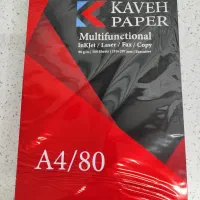 KAVEH
PAPER
Multifunctional
InkJet / Laser / Fax / Copy
A4/80